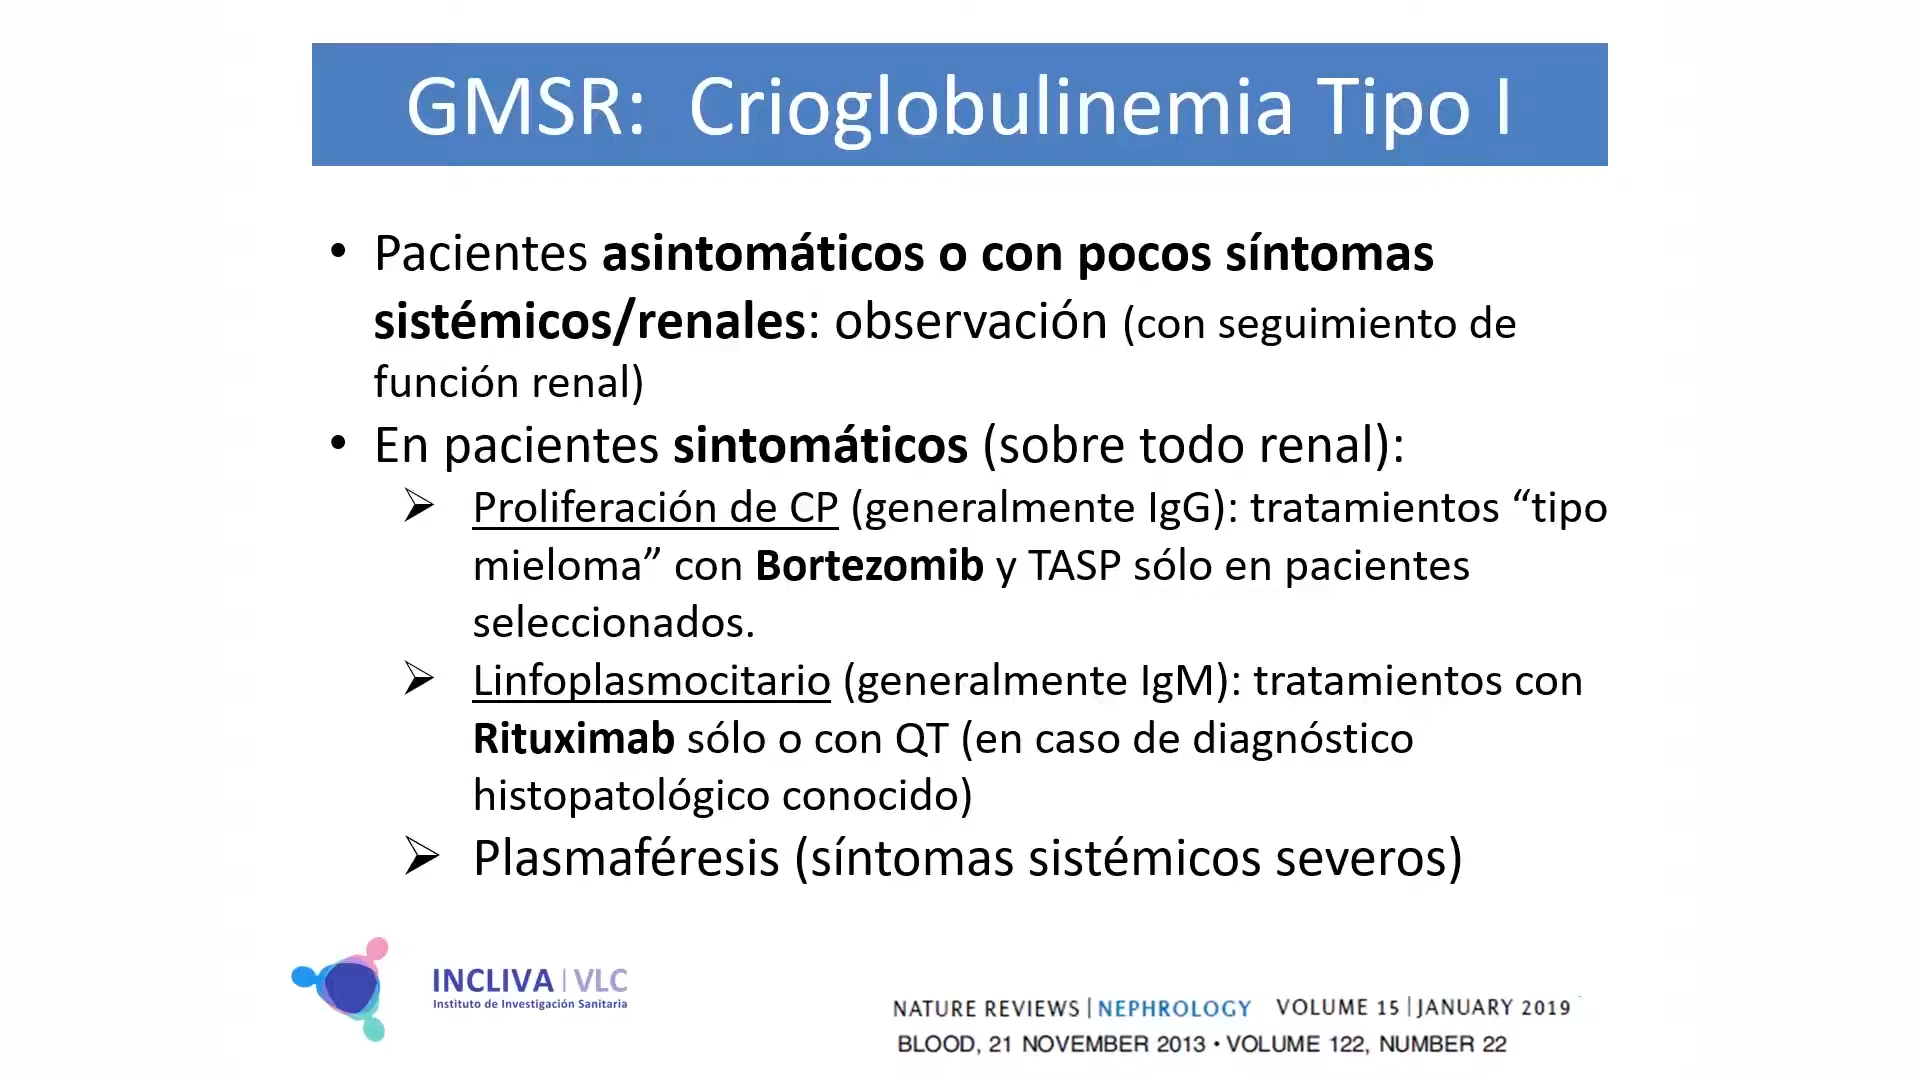 GMSR: Crioglobulinemia Tipo I
• Pacientes asintomáticos o con pocos síntomas
sistémicos/renales: observación (con seguimiento de
función renal)
• En pacientes sintomáticos (sobre todo renal):
➢ Proliferación de CP (generalmente IgG): tratamientos “tipo
mieloma” con Bortezomib y TASP sólo en pacientes
seleccionados.
➢ Linfoplasmocitario (generalmente IgM): tratamientos con
Rituximab sólo o con QT (en caso de diagnóstico
histopatológico conocido)
➢ Plasmaféresis (síntomas sistémicos severos)
INCLIVA | VLC
Instituto de Investigación Sanitaria
NATURE REVIEWS | NEPHROLOGY VOLUME 15 | JANUARY 2019
BLOOD, 21 NOVEMBER 2013 • VOLUME 122, NUMBER 22